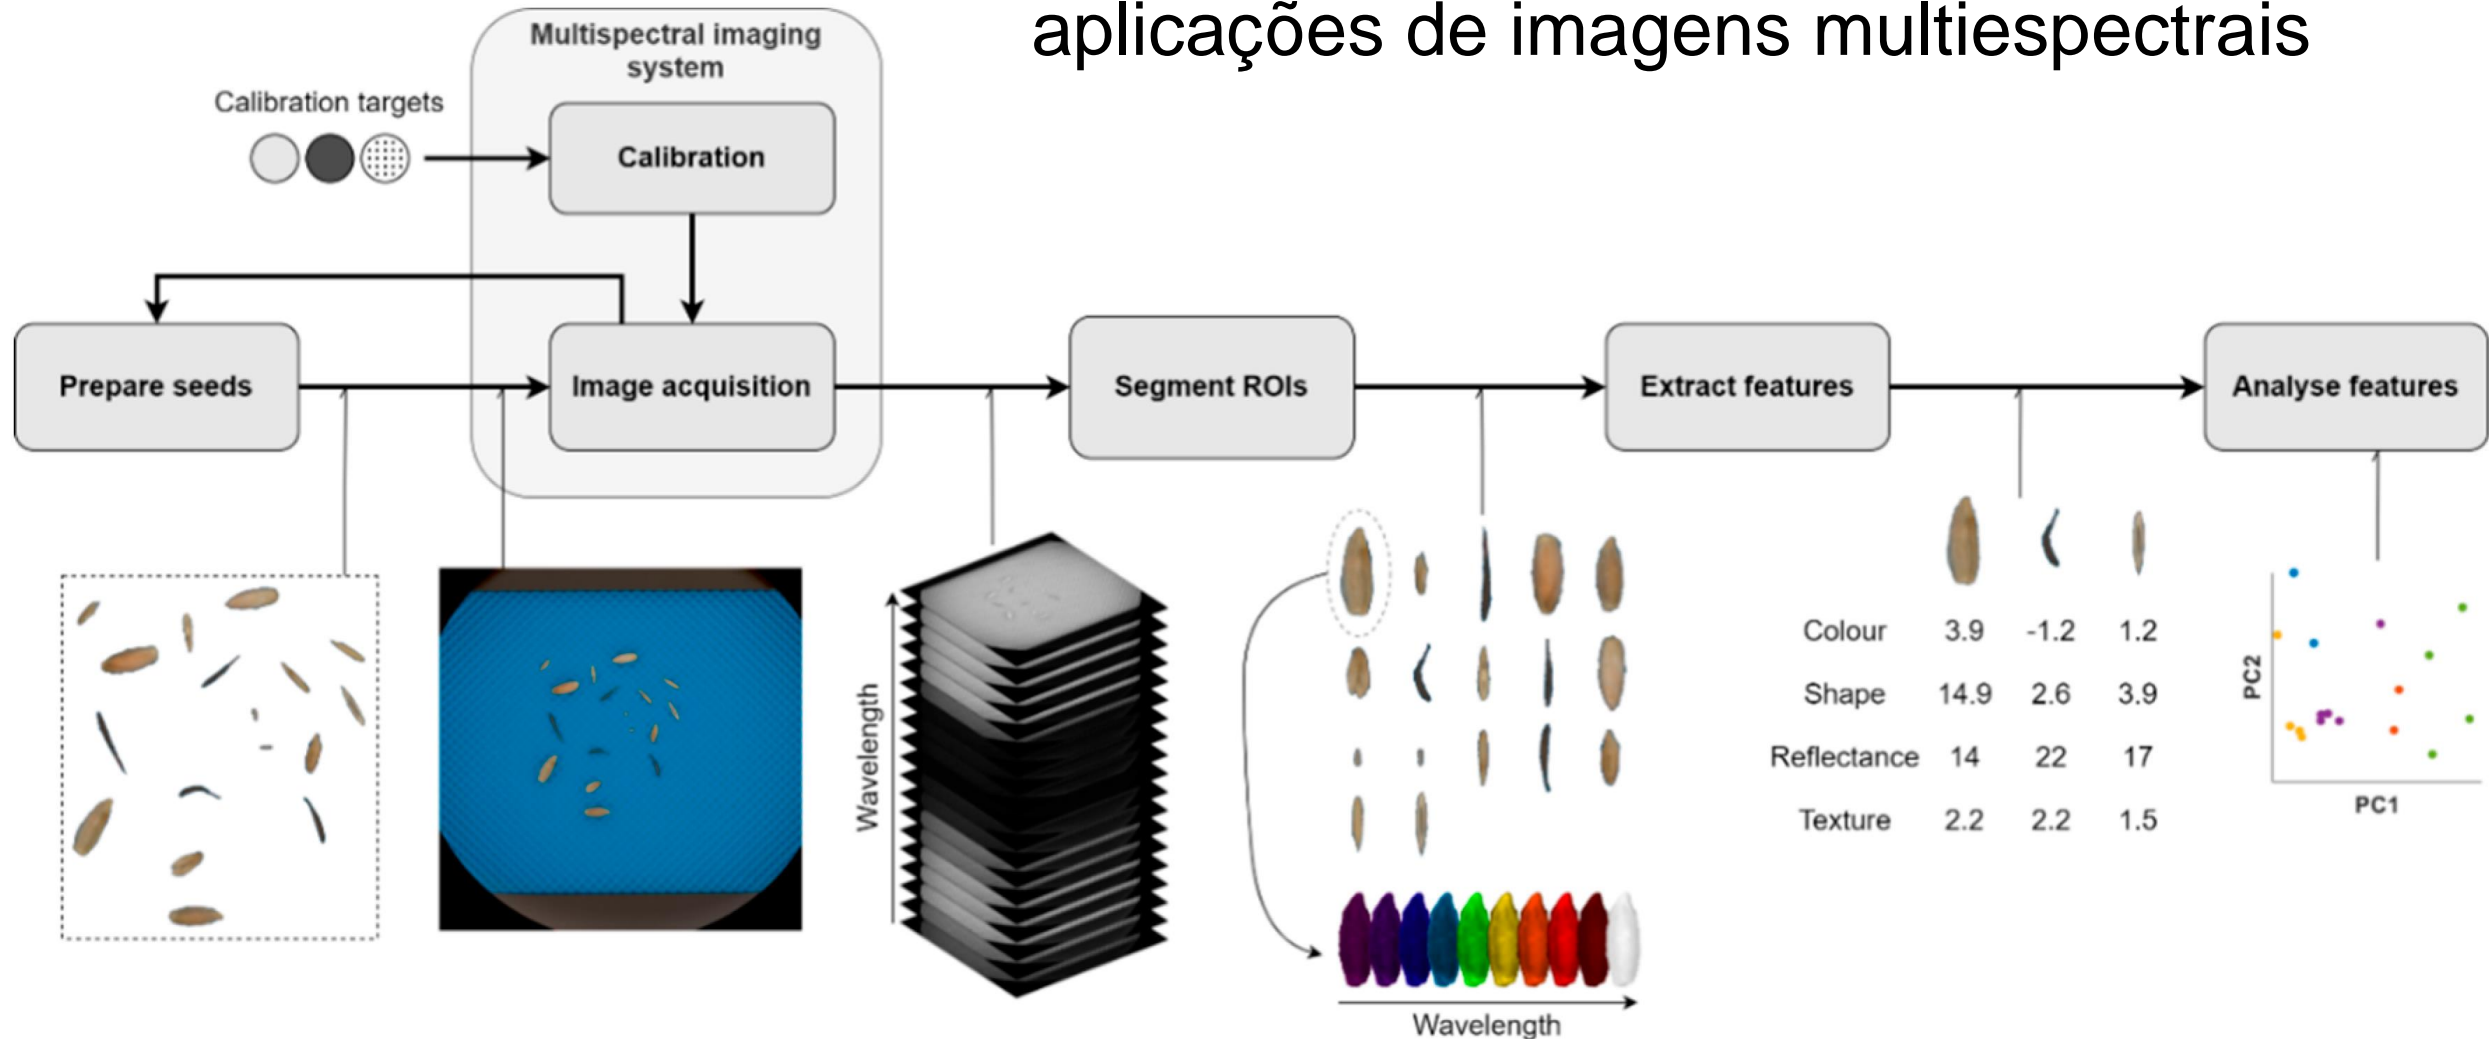 aplicações de imagens multiespectrais
Multispectral imaging
system
Calibration targets
Calibration
Prepare seeds
Image acquisition
Segment ROIs
Extract features
Analyse features
Wavelength
Wavelength
Colour 3.9 -1.2 1.2
Shape 14.9 2.6 3.9
Reflectance 14 22 17
Texture 2.2 2.2 1.5
PC2
PC1